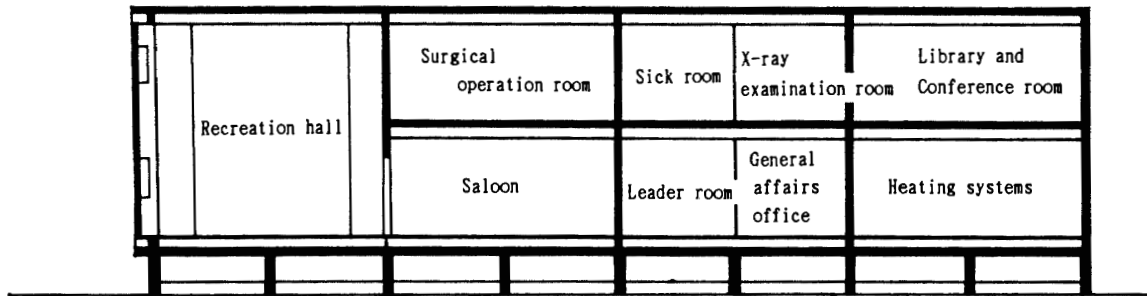 Surgical
operation room
Sick room
X-ray
examination room
Library and
Conference room
Recreation hall
Saloon
Leader room
General
affairs
office
Heating systems